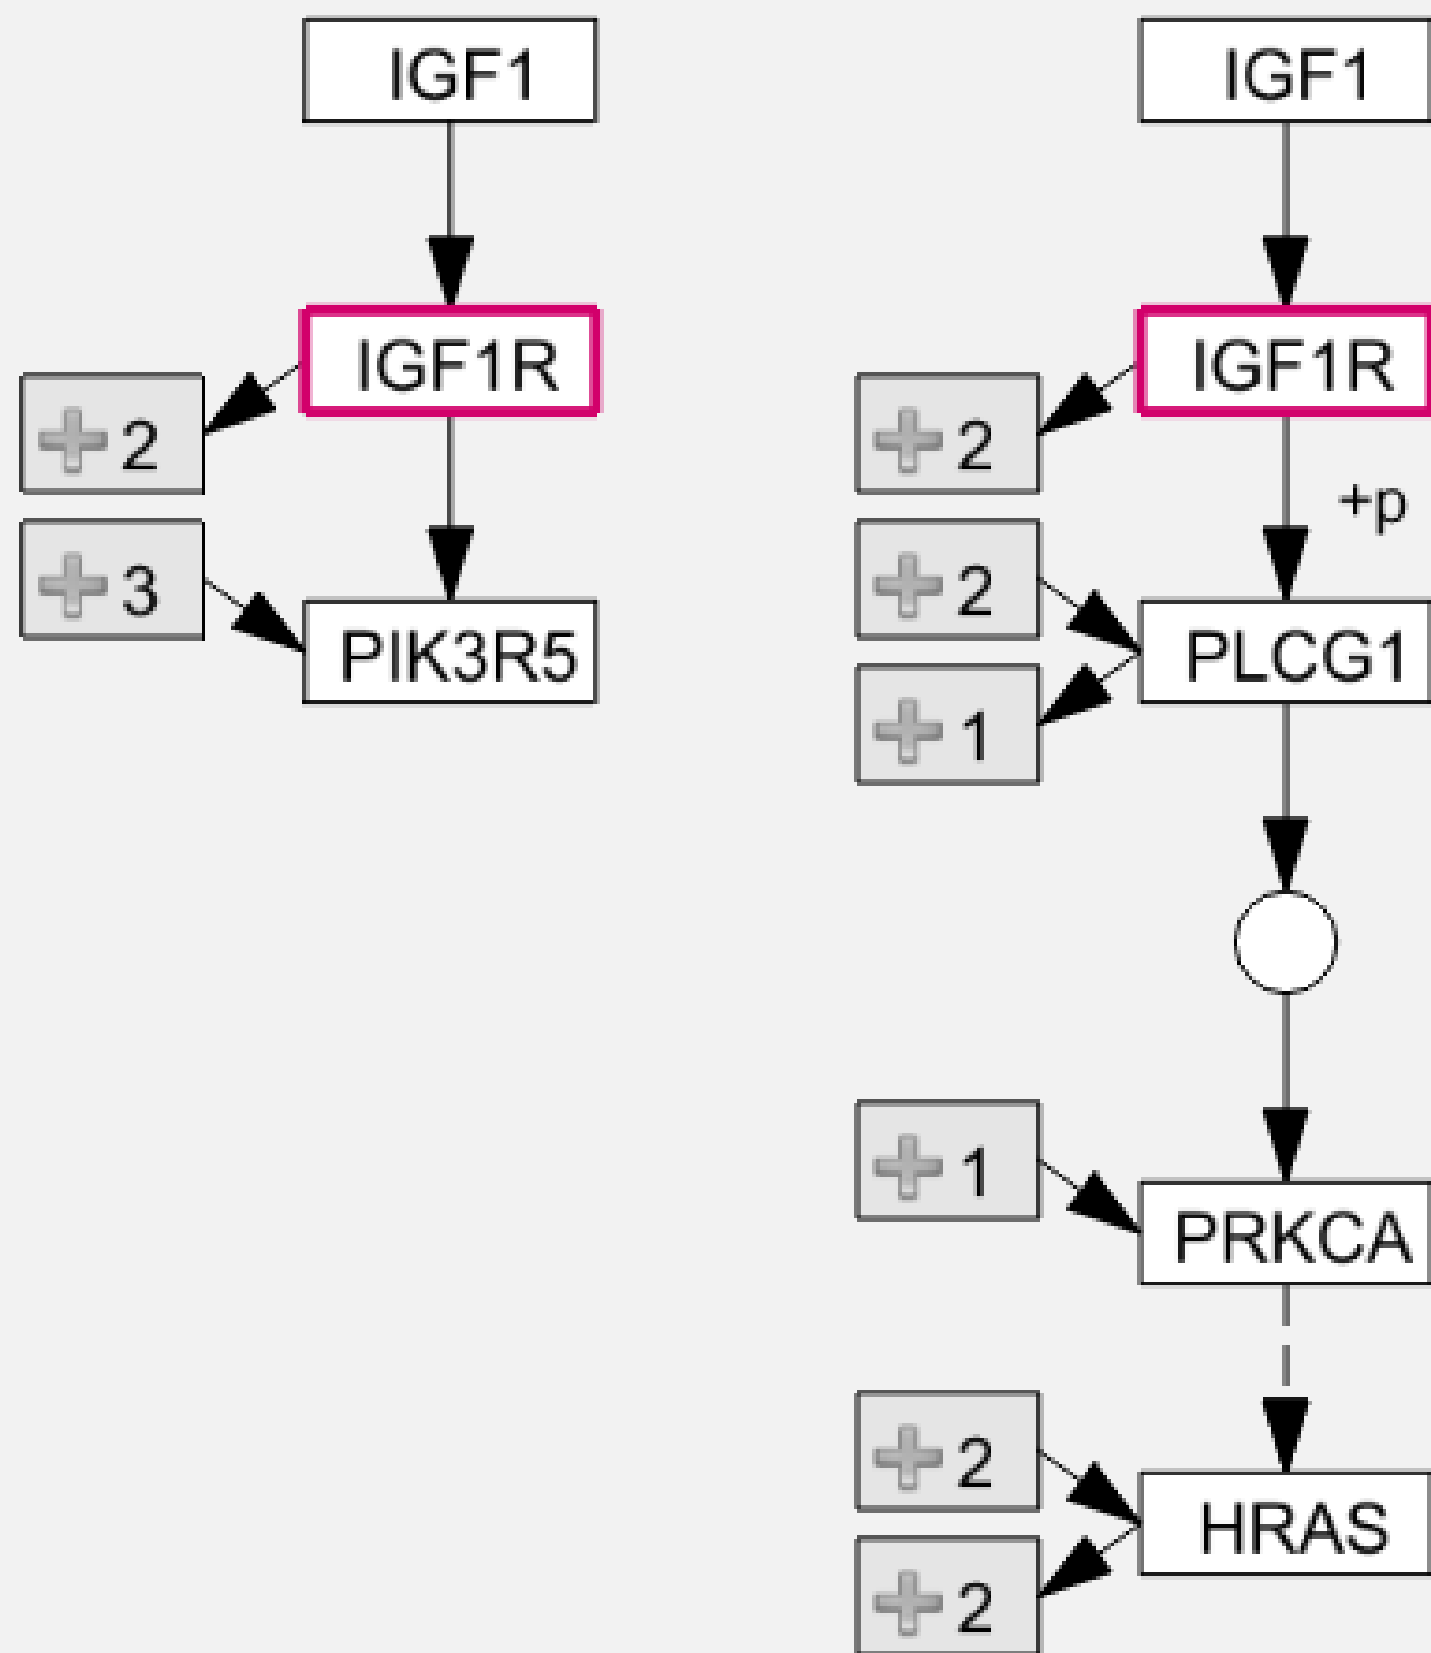 IGF1
IGF1R
+2
+3
PIK3R5
IGF1
IGF1R
+2
+p
+2
PLCG1
+1
+1
PRKCA
+2
HRAS
+2